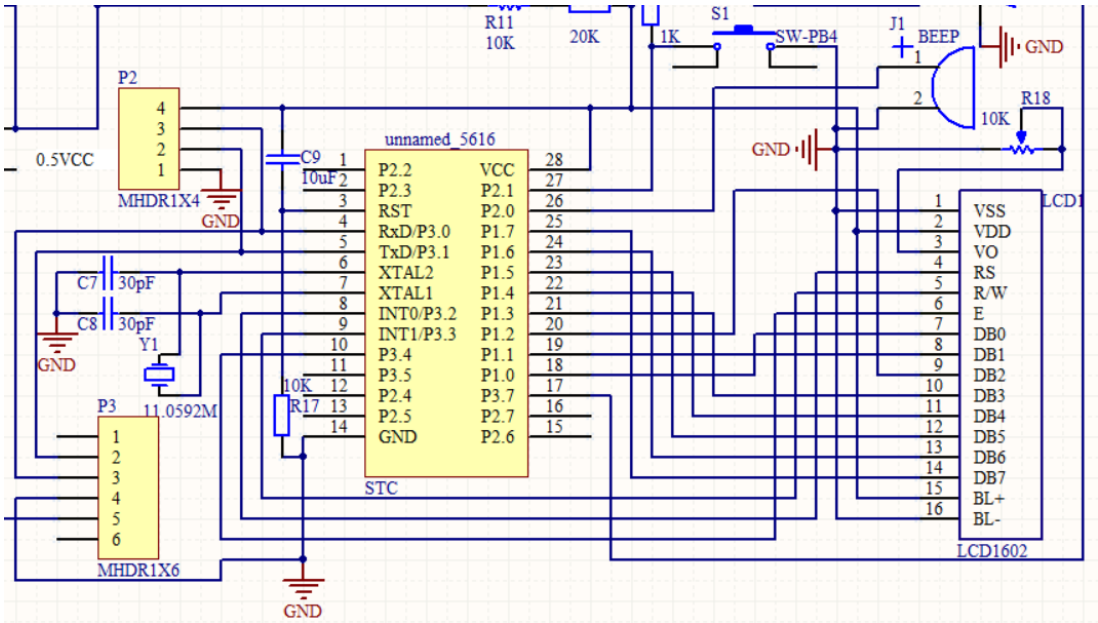 R11
10K
20K
1K
S1
SW-PB4
J1
BEEP
1
2
GND
P2
4
3
2
1
MHDR1X4
GND
0.5VCC
C9
10uF
unnamed_5616
1 P2.2 VCC 28
2 P2.3 P2.1 27
3 RST P2.0 26
4 RxD/P3.0 P1.7 25
5 TxD/P3.1 P1.6 24
6 XTAL2 P1.5 23
7 XTAL1 P1.4 22
8 INT0/P3.2 P1.3 21
9 INT1/P3.3 P1.2 20
10 P3.4 P1.1 19
11 P3.5 P1.0 18
12 P2.4 P3.7 17
13 P2.5 P2.7 16
14 GND P2.6 15
STC
GND
10K
R18
LCD1
1 VSS
2 VDD
3 VO
4 RS
5 R/W
6 E
7 DB0
8 DB1
9 DB2
10 DB3
11 DB4
12 DB5
13 DB6
14 DB7
15 BL+
16 BL-
LCD1602
C7
30pF
C8
30pF
GND
Y1
11.0592M
10K
R17
P3
1
2
3
4
5
6
MHDR1X6
GND